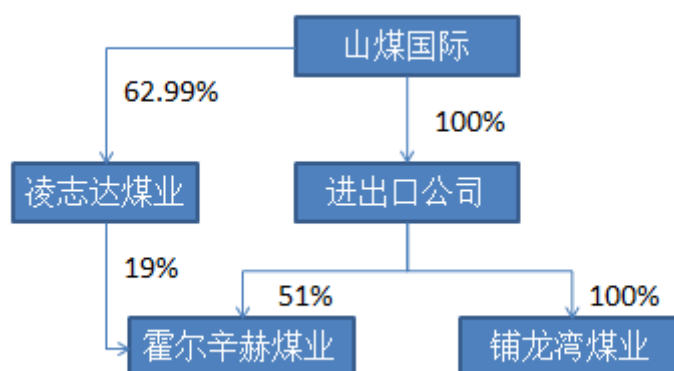 山煤国际
62.99%
100%
凌志达煤业
进出口公司
19%
51%
100%
霍尔辛赫煤业
铺龙湾煤业